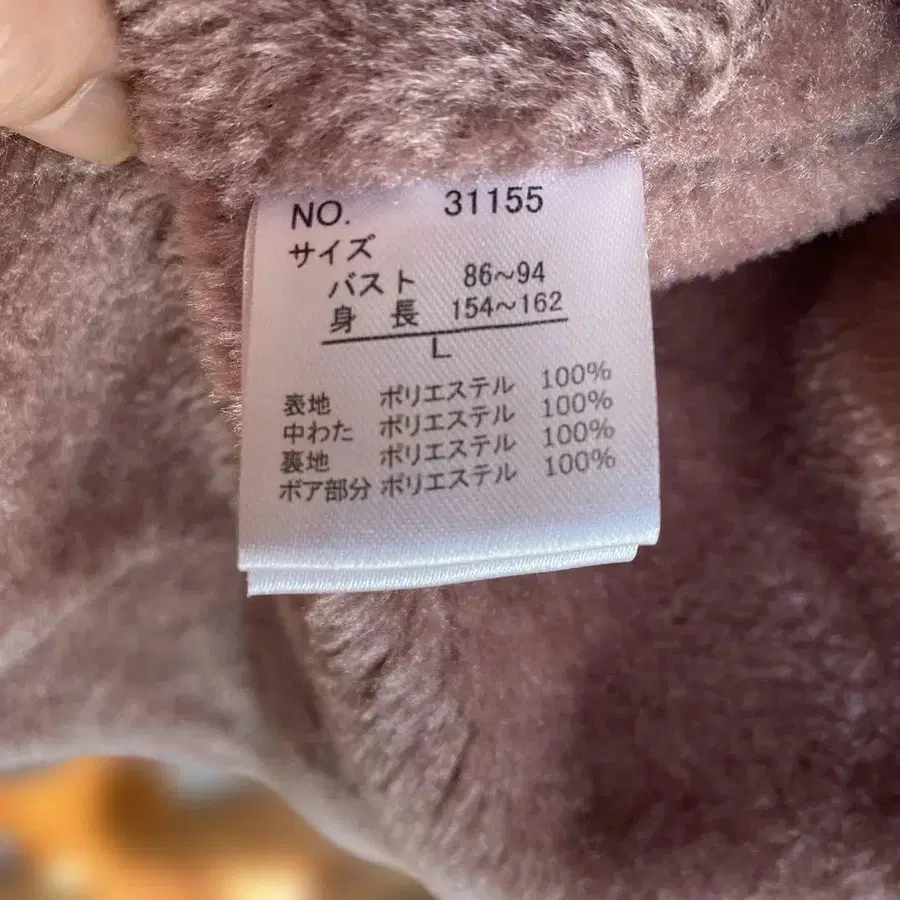 NO. 31155
サイズ
バスト 86～94
身 長 154～162
L
表地 ポリエステル 100%
中わた ポリエステル 100%
裏地 ポリエステル 100%
ボア部分 ポリエステル 100%